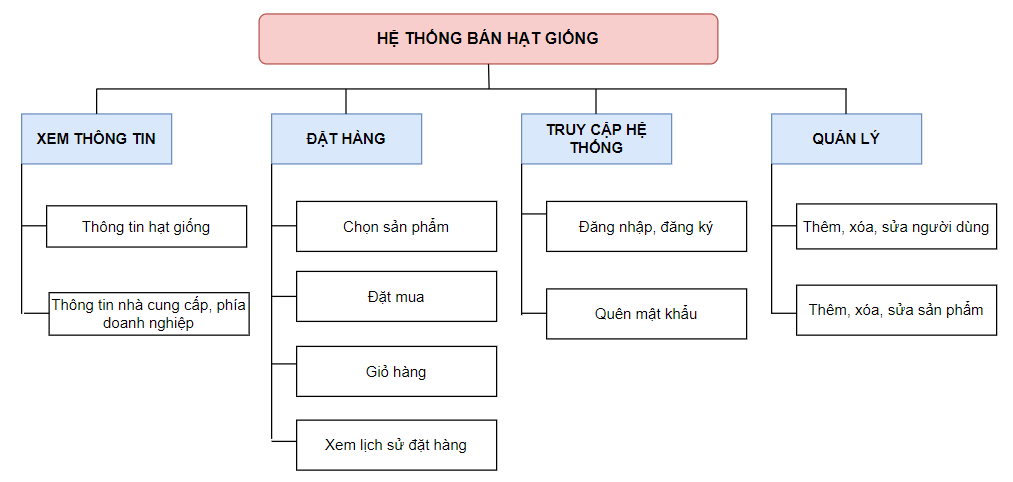 HỆ THỐNG BÁN HẠT GIỐNG
XEM THÔNG TIN
ĐẶT HÀNG
TRUY CẬP HỆ
THỐNG
QUẢN LÝ
Thông tin hạt giống
Thông tin nhà cung cấp, phía
doanh nghiệp
Chọn sản phẩm
Đặt mua
Giỏ hàng
Xem lịch sử đặt hàng
Đăng nhập, đăng ký
Quên mật khẩu
Thêm, xóa, sửa người dùng
Thêm, xóa, sửa sản phẩm